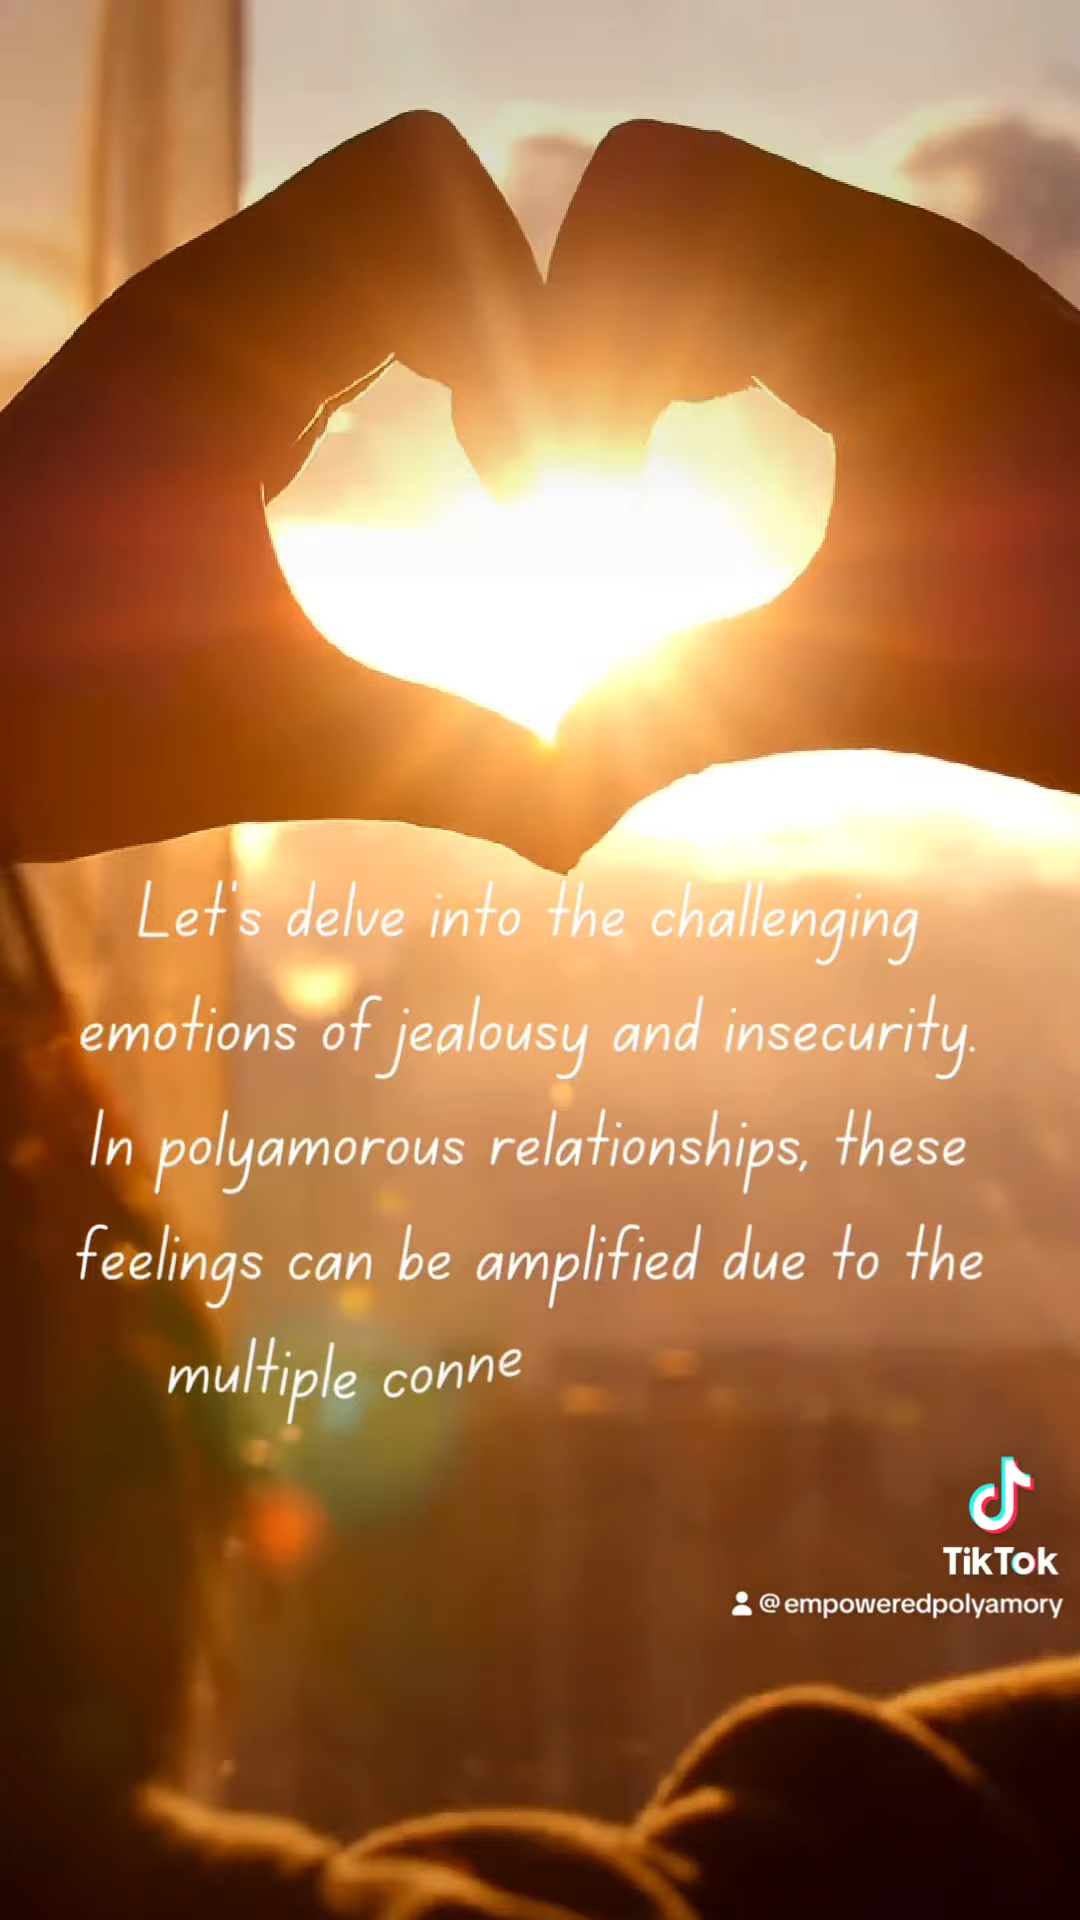 Let's delve into the challenging
emotions of jealousy and insecurity.
In polyamorous relationships, these
feelings can be amplified due to the
multiple conne
TikTok
@empoweredpolyamory